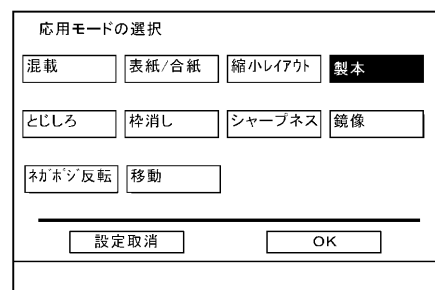 応用モードの選択
混載 表紙/合紙 縮小レイアウト 製本
とじしろ 枠消し シャープネス 鏡像
ネガポジ反転 移動
設定取消 OK